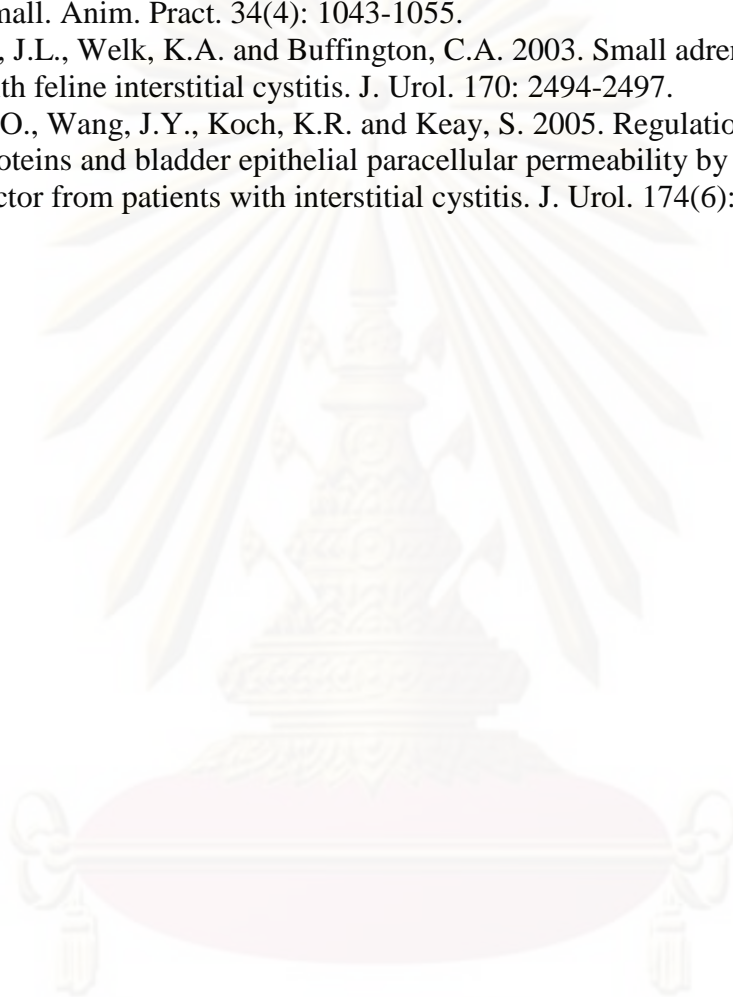 mall. Anim. Pract. 34(4): 1043-1055.
, J.L., Welk, K.A. and Buffington, C.A. 2003. Small adren
ith feline interstitial cystitis. J. Urol. 170: 2494-2497.
O., Wang, J.Y., Koch, K.R. and Keay, S. 2005. Regulatio
oteins and bladder epithelial paracellular permeability by
ctor from patients with interstitial cystitis. J. Urol. 174(6):